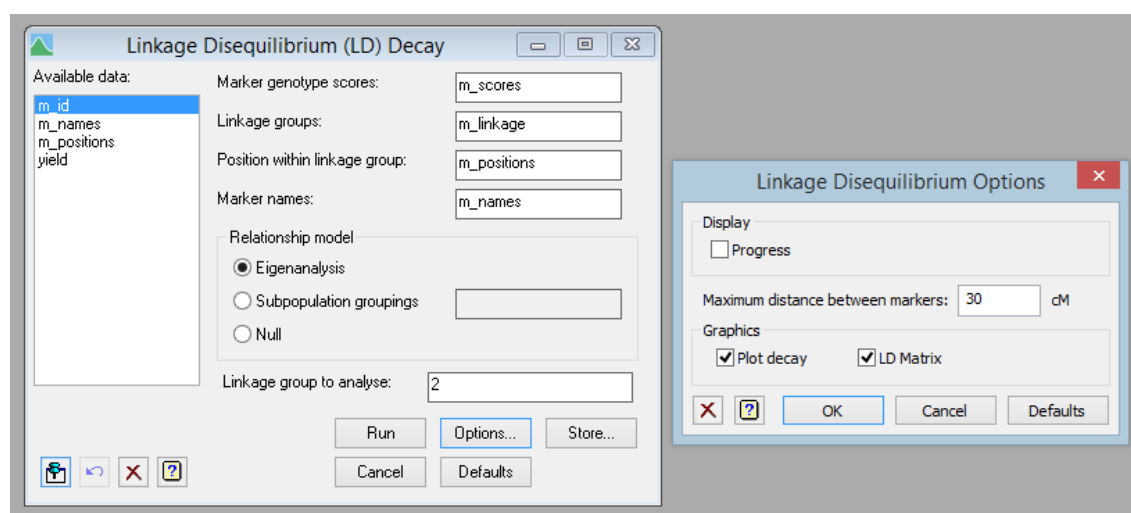 Linkage Disequilibrium (LD) Decay
Available data:
m_id
m_names
m_positions
yield
Marker genotype scores:
m_scores
Linkage groups:
m_linkage
Position within linkage group:
m_positions
Marker names:
m_names
Relationship model
Eigenanalysis
Subpopulation groupings
Null
Linkage group to analyse:
2
Run
Options...
Store...
Cancel
Defaults
Linkage Disequilibrium Options
Display
Progress
Maximum distance between markers: 30 cM
Graphics
Plot decay
LD Matrix
OK
Cancel
Defaults